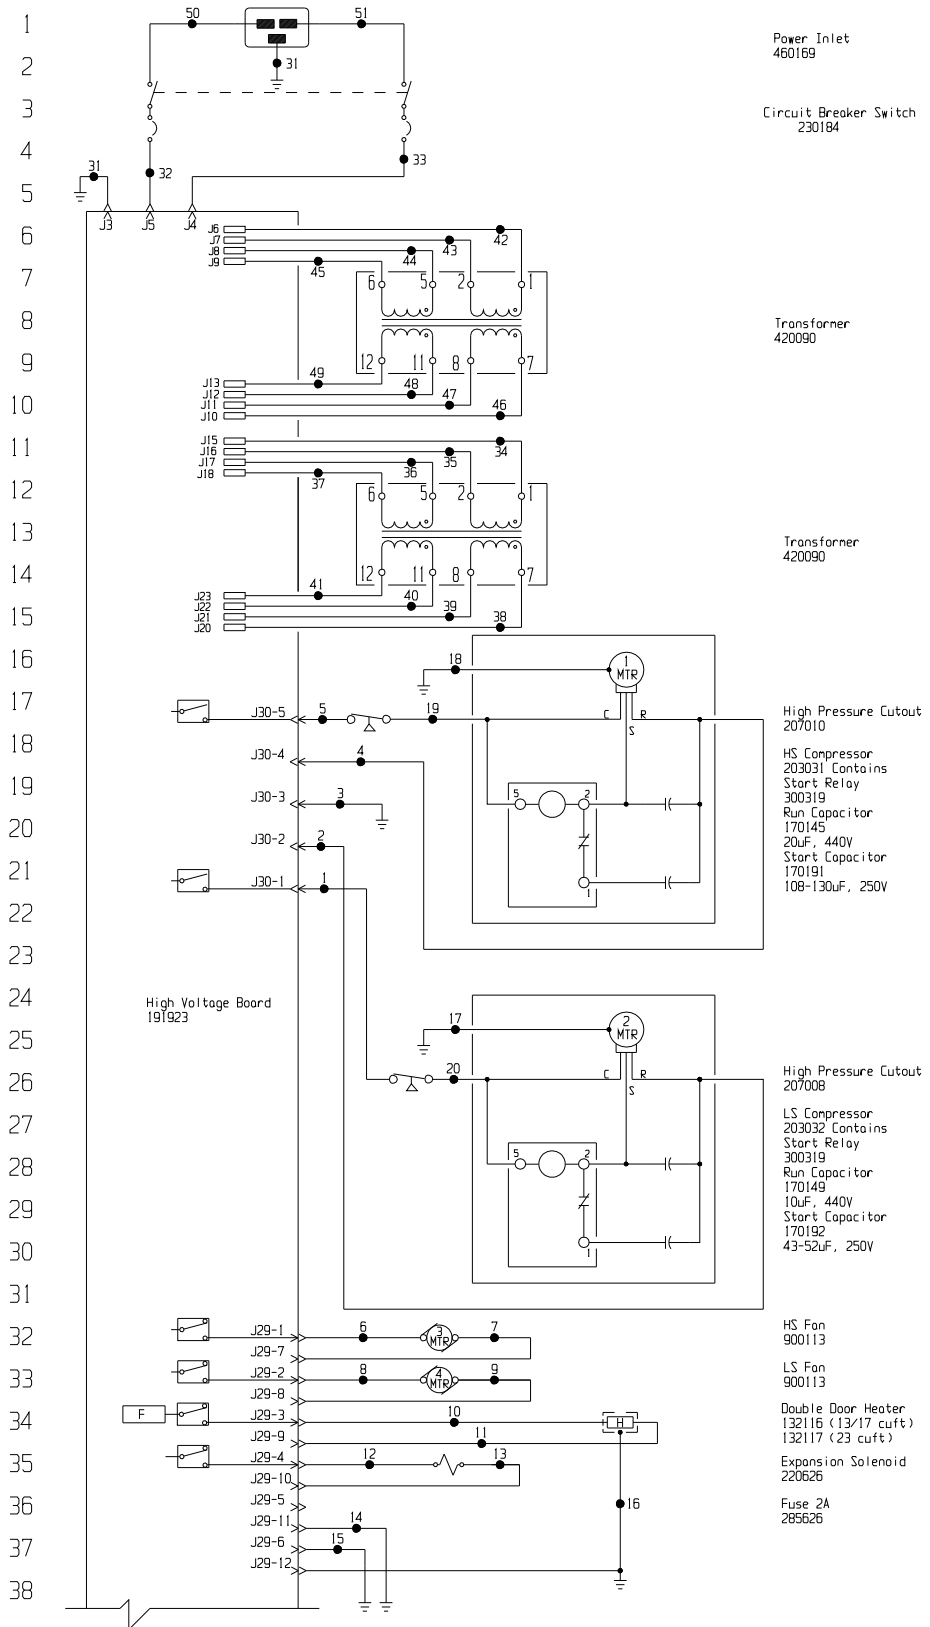 1
50
51
Power Inlet
460169
2
31
3
Circuit Breaker Switch
230184
4
31
32
33
5
J3
J5
J4
6
J6
42
J7
43
J8
44
J9
45
7
6
5
2
1
8
Transformer
420090
9
12
11
8
7
J13
49
J12
48
10
J11
47
J10
46
11
J15
34
J16
35
J17
36
J18
37
12
6
5
2
1
13
Transformer
420090
14
12
11
8
7
J23
41
J22
40
15
J21
39
J20
38
16
18
1
MTR
17
J30-5
5
19
C
R
S
High Pressure Cutout
207010
18
J30-4
4
HS Compressor
203031 Contains
Start Relay
300319
Run Capacitor
170145
20uF, 440V
Start Capacitor
170191
108-130uF, 250V
19
J30-3
3
5
2
20
J30-2
2
21
J30-1
1
1
22
23
24
High Voltage Board
191923
25
17
2
MTR
26
20
C
R
S
High Pressure Cutout
207008
27
LS Compressor
203032 Contains
Start Relay
300319
Run Capacitor
170149
10uF, 440V
Start Capacitor
170192
43-52uF, 250V
28
5
2
29
30
1
31
32
J29-1
6
3
MTR
7
HS Fan
900113
J29-7
33
J29-2
8
4
MTR
9
LS Fan
900113
J29-8
34
F
J29-3
10
H
Double Door Heater
132116 (13/17 cuft)
132117 (23 cuft)
J29-9
11
35
J29-4
12
13
Expansion Solenoid
220626
J29-10
36
J29-5
16
Fuse 2A
285626
J29-11
14
37
J29-6
15
J29-12
38